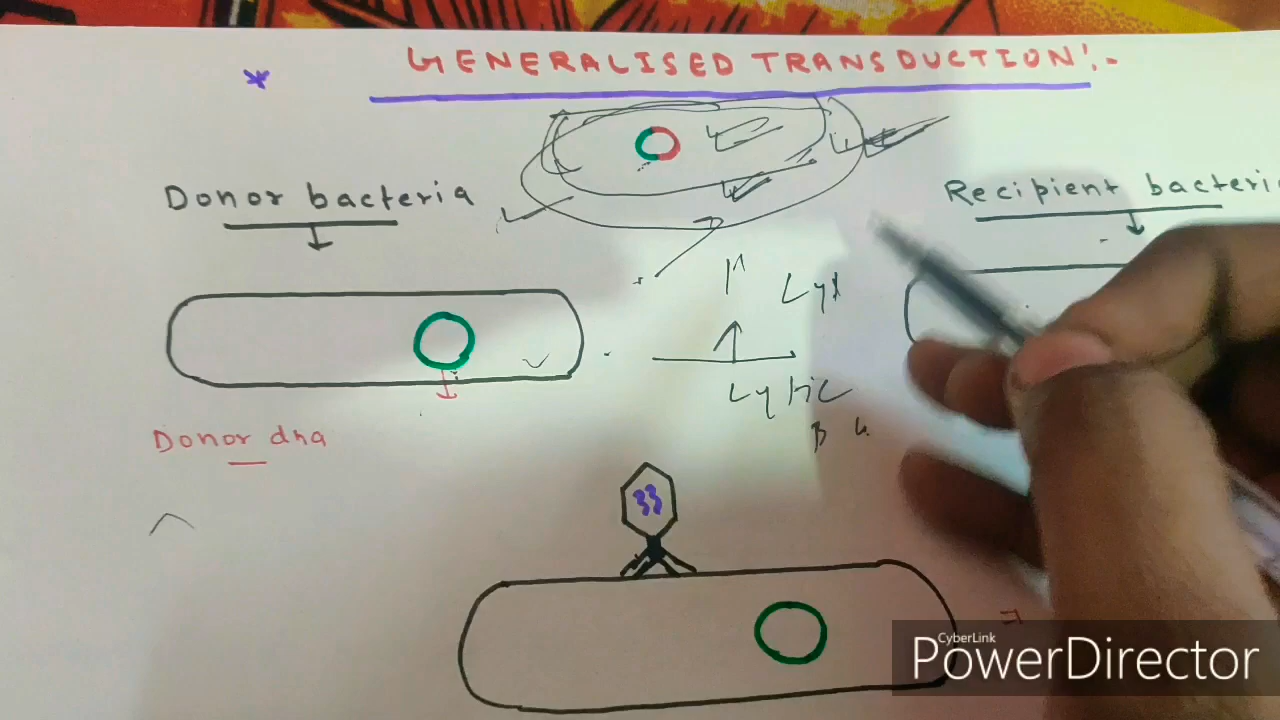 * GENERALISED TRANSDUCTION:-
Donor bacteria
Recipient bacteri
Lytic
Donor dna
CyberLink
PowerDirector